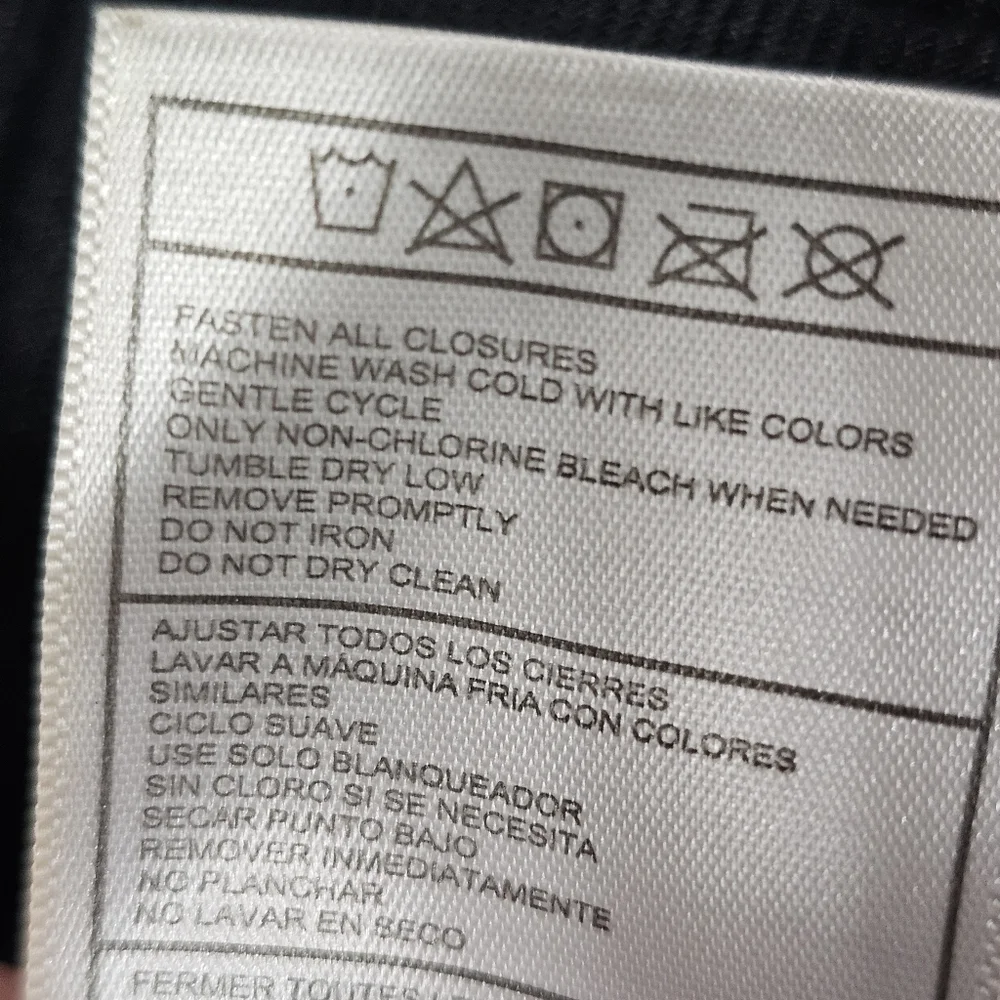 FASTEN ALL CLOSURES
MACHINE WASH COLD WITH LIKE COLORS
GENTLE CYCLE
ONLY NON-CHLORINE BLEACH WHEN NEEDED
TUMBLE DRY LOW
REMOVE PROMPTLY
DO NOT IRON
DO NOT DRY CLEAN
AJUSTAR TODOS LOS CIERRES
LAVAR A MÁQUINA FRIA CON COLORES
SIMILARES
CICLO SUAVE
USE SOLO BLANQUEADOR
SIN CLORO SI SE NECESITA
SECAR PUNTO BAJO
REMOVER INMEDIATAMENTE
NO PLANCHAR
NO LAVAR EN SECO
FERMER TOUTES